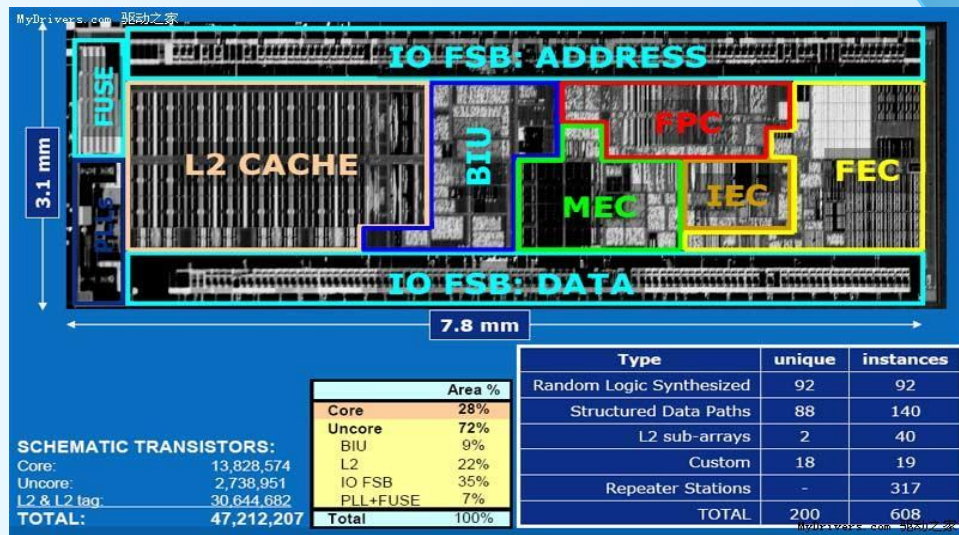 MyDrivers.com 驱动之家
IO FSB: ADDRESS
FUSE
FPC
L2 CACHE
BIU
FEC
3.1 mm
MEC
IEC
PLLs
IO FSB: DATA
7.8 mm
Type unique instances
Random Logic Synthesized 92 92
Structured Data Paths 88 140
L2 sub-arrays 2 40
Custom 18 19
Repeater Stations - 317
TOTAL 200 608
Area %
Core 28%
Uncore 72%
BIU 9%
L2 22%
IO FSB 35%
PLL+FUSE 7%
Total 100%
SCHEMATIC TRANSISTORS:
Core: 13,828,574
Uncore: 2,738,951
L2 & L2 tag: 30,644,682
TOTAL: 47,212,207
MyDrivers.com 驱动之家